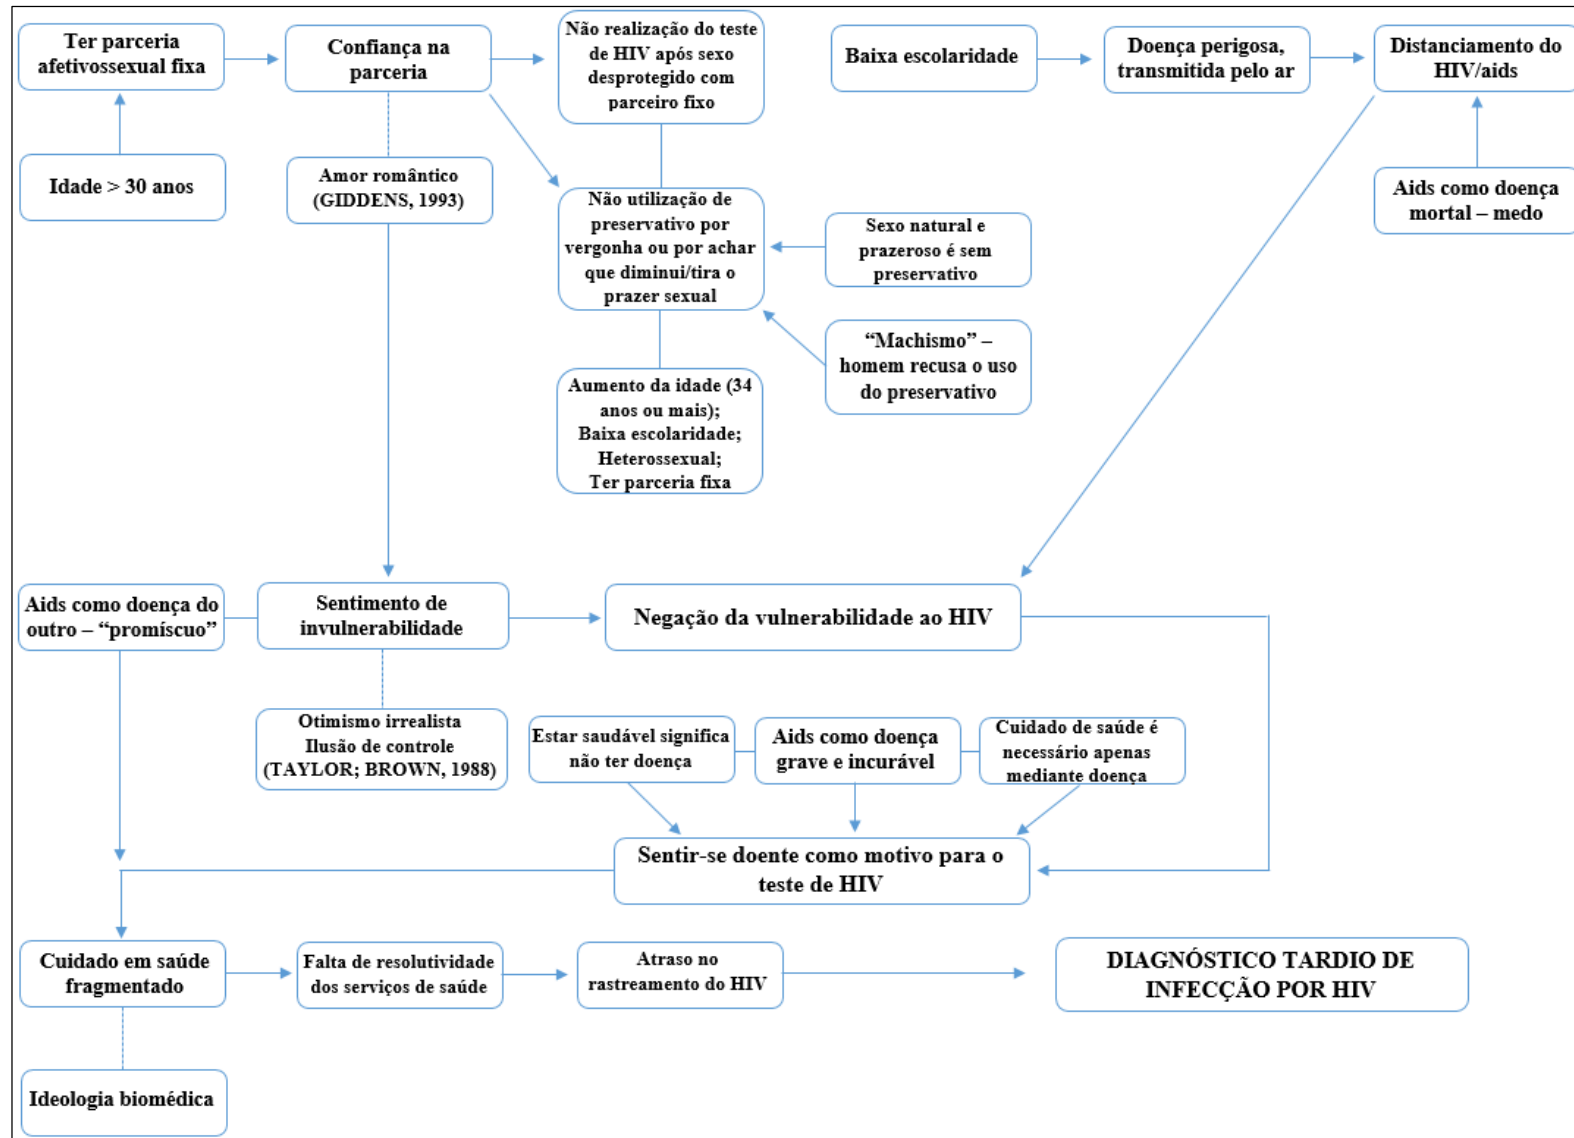 Ter parceria
afetivossexual fixa
Confiança na
parceria
Não realização do teste
de HIV após sexo
desprotegido com
parceiro fixo
Baixa escolaridade
Doença perigosa,
transmitida pelo ar
Distanciamento do
HIV/aids
Idade > 30 anos
Amor romântico
(GIDDENS, 1993)
Não utilização de
preservativo por
vergonha ou por achar
que diminui/tira o
prazer sexual
Sexo natural e
prazeroso é sem
preservativo
Aids como doença
mortal – medo
“Machismo” –
homem recusa o uso
do preservativo
Aumento da idade (34
anos ou mais);
Baixa escolaridade;
Heterossexual;
Ter parceria fixa
Aids como doença do
outro – “promíscuo”
Sentimento de
invulnerabilidade
Negação da vulnerabilidade ao HIV
Otimismo irrealista
Ilusão de controle
(TAYLOR; BROWN, 1988)
Estar saudável significa
não ter doença
Aids como doença
grave e incurável
Cuidado de saúde é
necessário apenas
mediante doença
Sentir-se doente como motivo para o
teste de HIV
Cuidado em saúde
fragmentado
Falta de resolutividade
dos serviços de saúde
Atraso no
rastreamento do HIV
DIAGNÓSTICO TARDIO DE
INFECÇÃO POR HIV
Ideologia biomédica